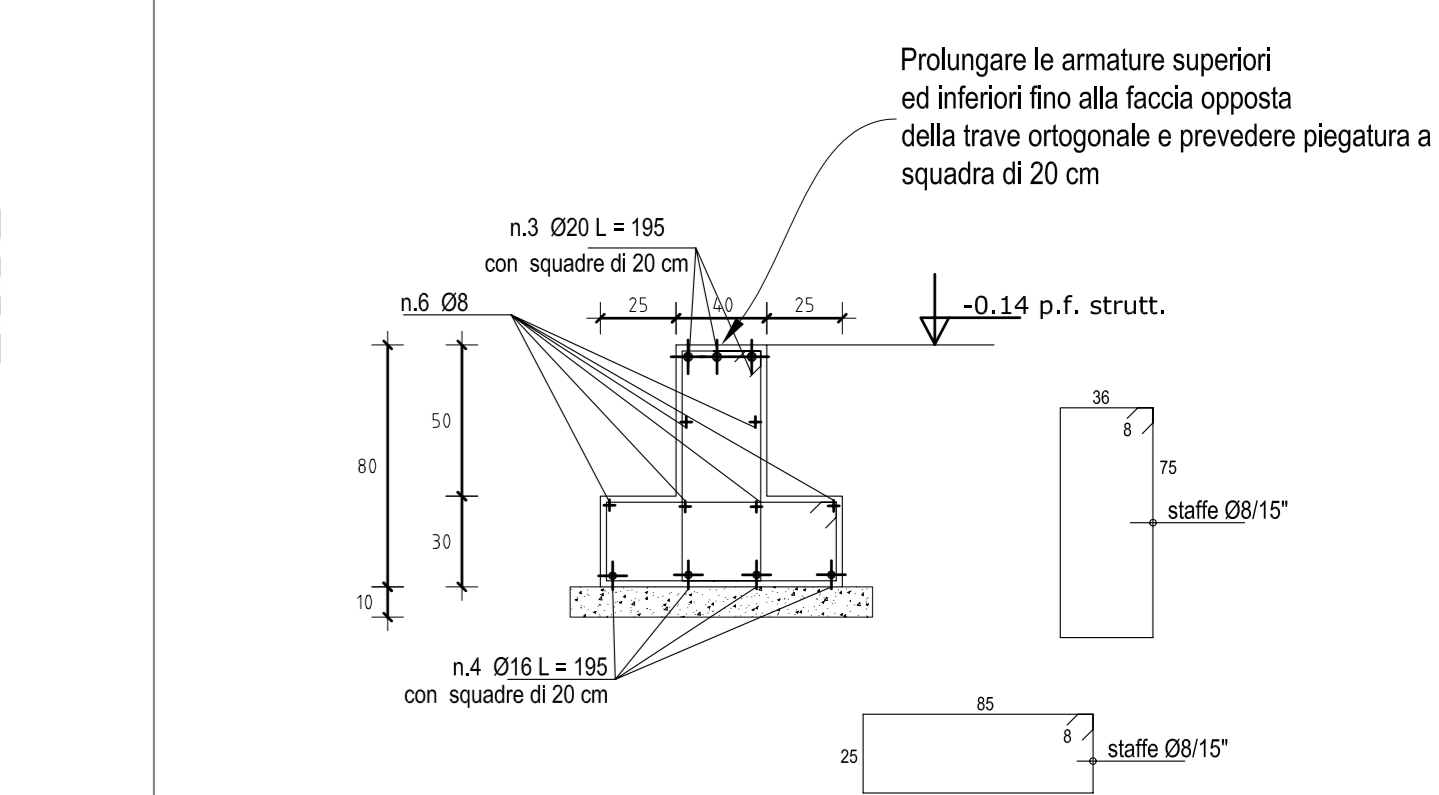 Prolungare le armature superiori
ed inferiori fino alla faccia opposta
della trave ortogonale e prevedere piegatura a
squadra di 20 cm
n.3 Ø20 L = 195
con squadre di 20 cm
n.6 Ø8
25
40
25
-0.14 p.f. strutt.
50
80
30
10
36
8
75
staffe Ø8/15"
n.4 Ø16 L = 195
con squadre di 20 cm
85
8
25
staffe Ø8/15"